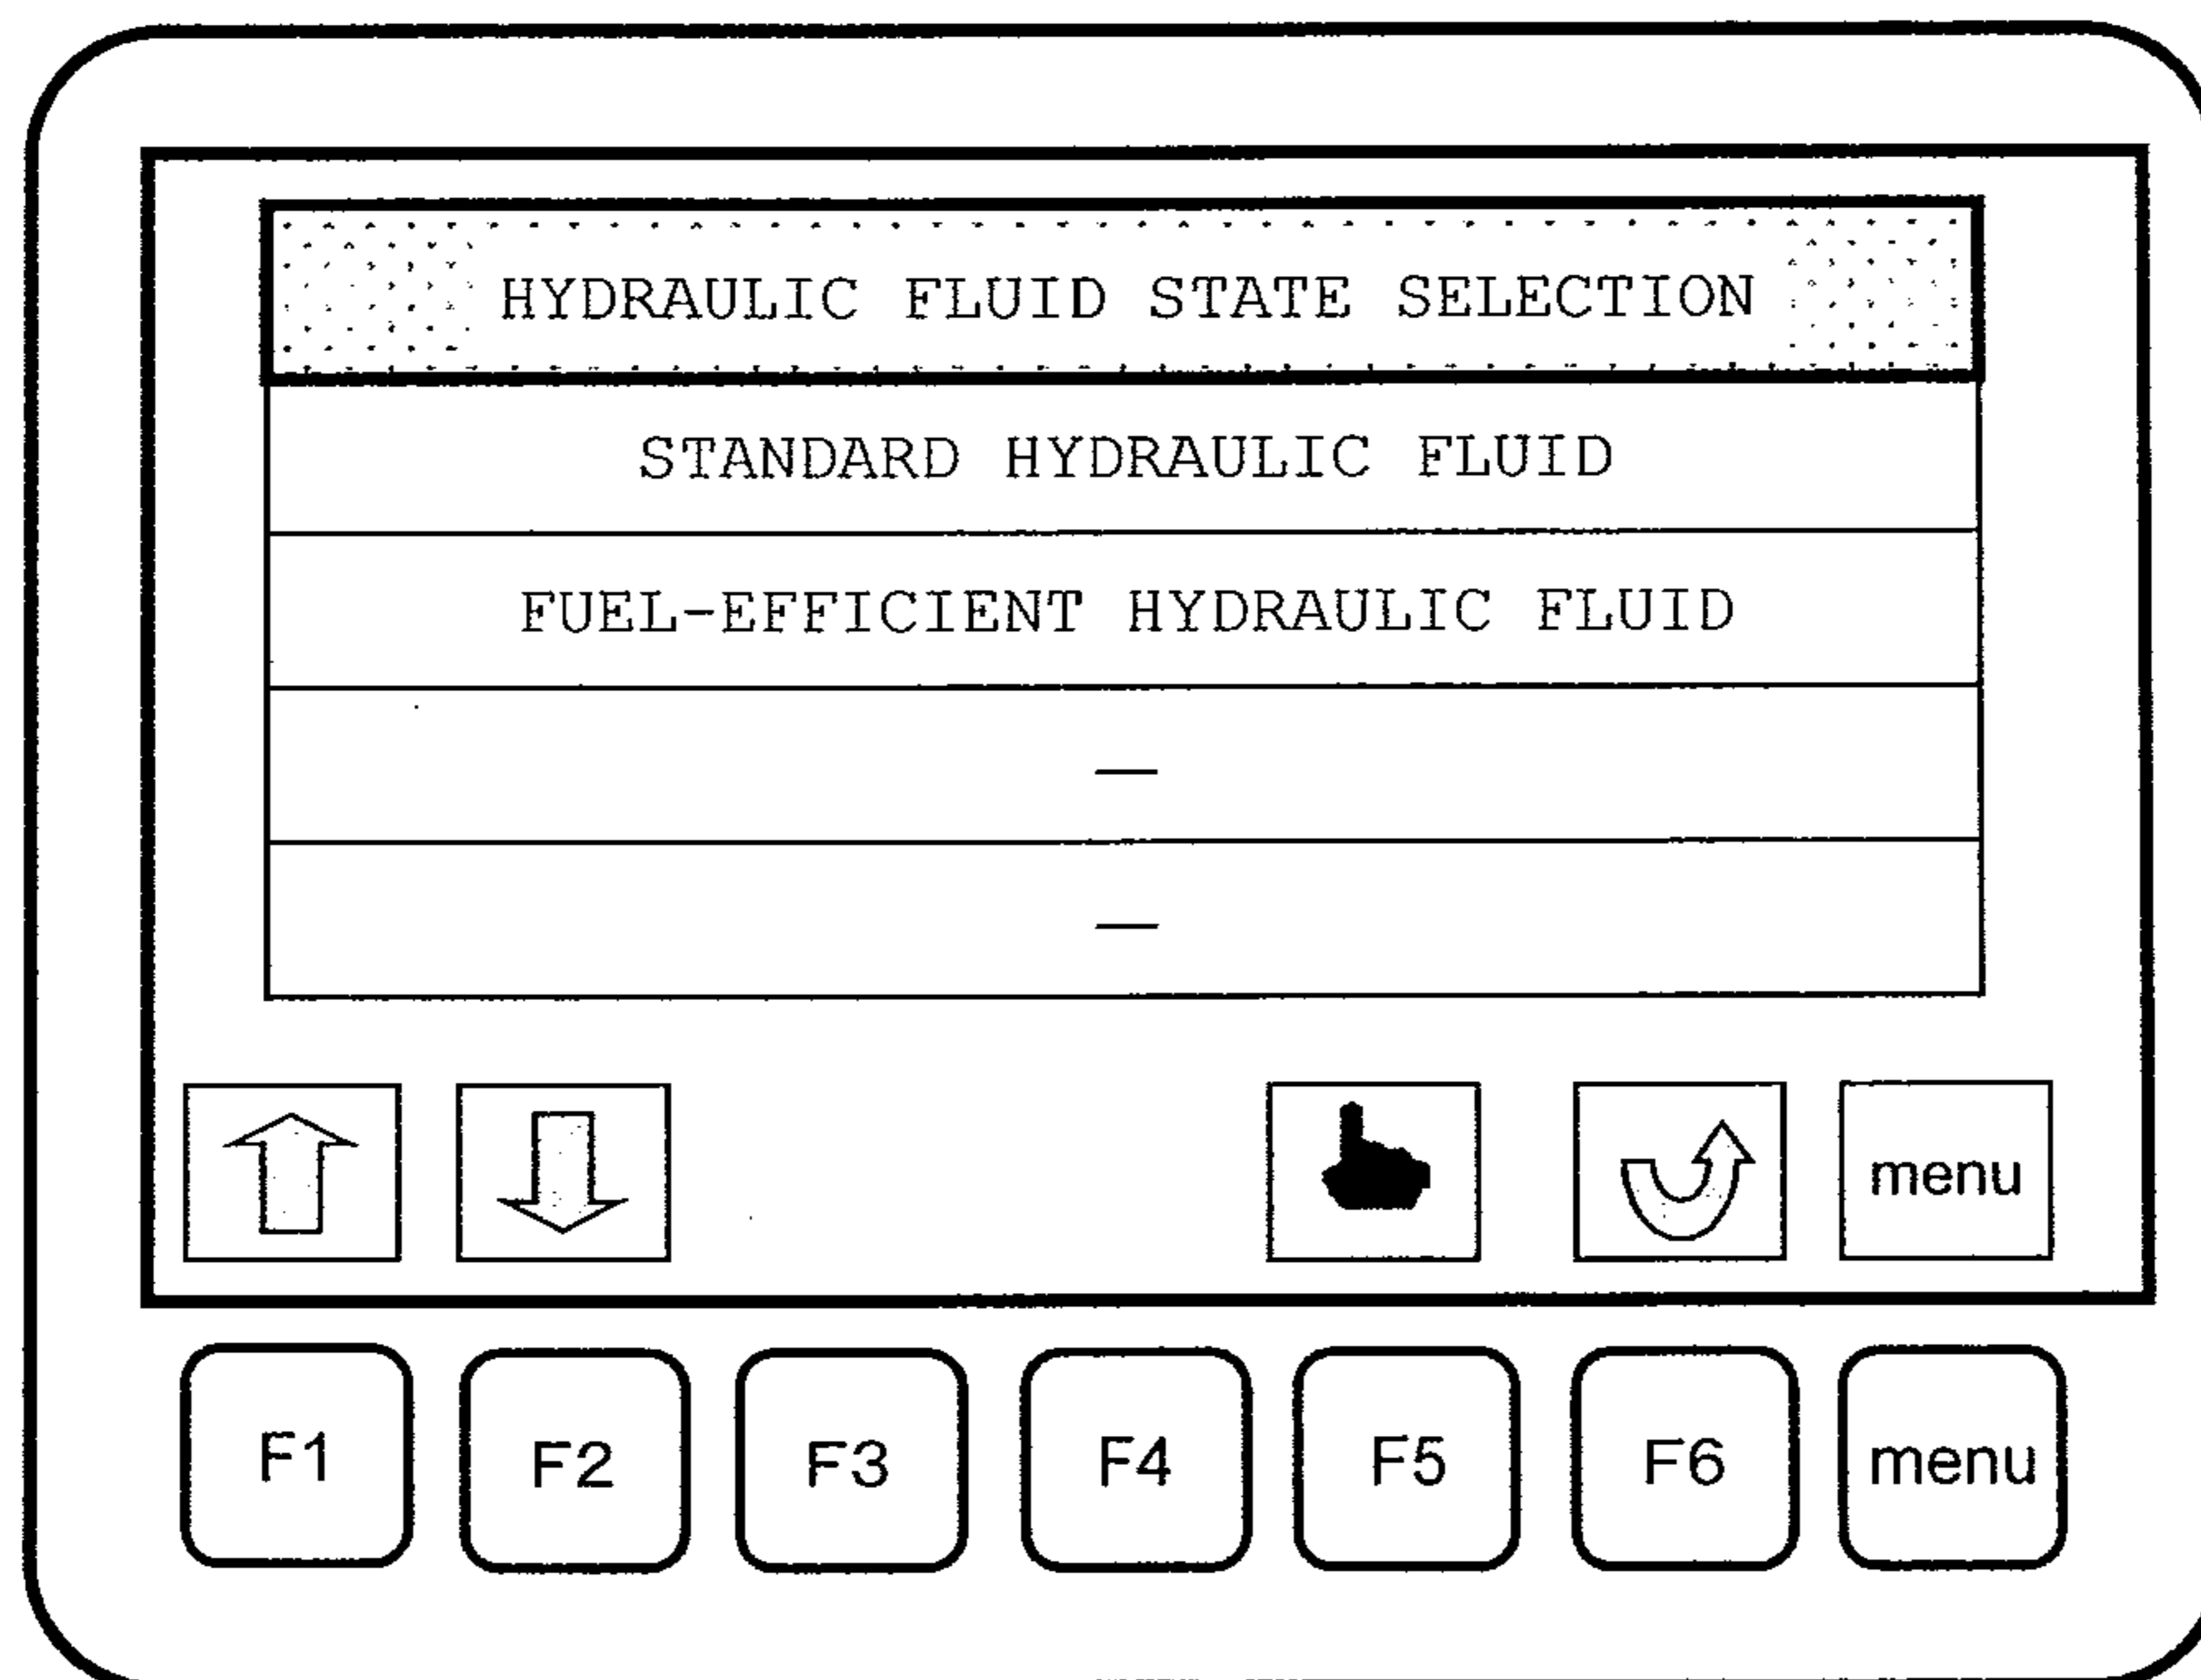 HYDRAULIC FLUID STATE SELECTION
STANDARD HYDRAULIC FLUID
FUEL-EFFICIENT HYDRAULIC FLUID
—
—
menu
F1 F2 F3 F4 F5 F6 menu